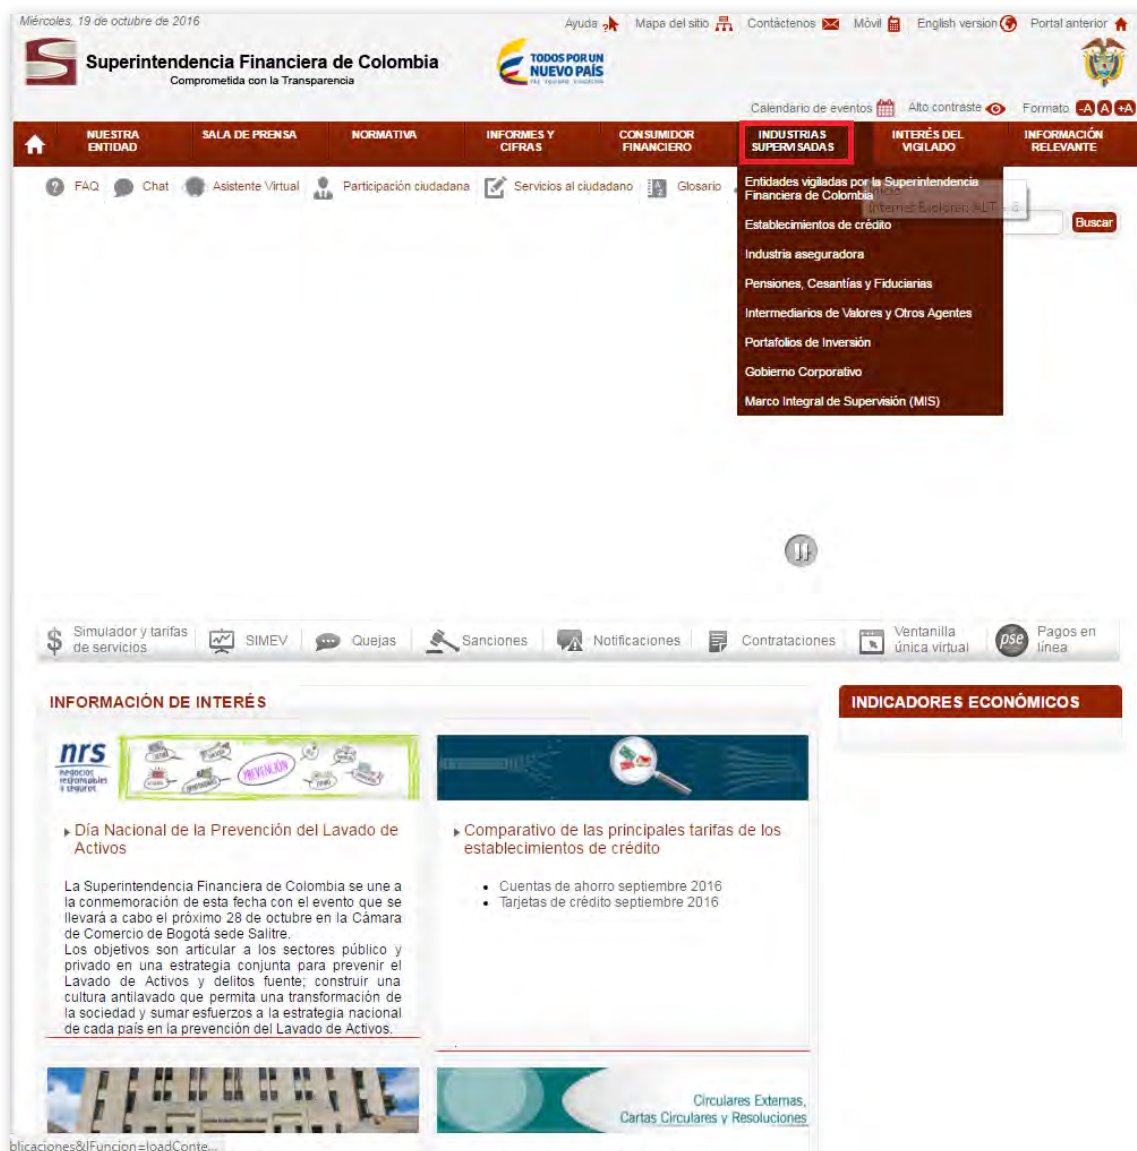 Miércoles, 19 de octubre de 2016
Ayuda
Mapa del sitio
Contáctenos
Móvil
English version
Portal anterior
Superintendencia Financiera de Colombia
Comprometida con la Transparencia
TODOS POR UN
NUEVO PAÍS
Calendario de eventos
Alto contraste
Formato -A A +A
NUESTRA
ENTIDAD
SALA DE PRENSA
NORMATIVA
INFORMES Y
CIFRAS
CONSUMIDOR
FINANCIERO
INDUSTRIAS
SUPERVISADAS
INTERÉS DEL
VIGILADO
INFORMACIÓN
RELEVANTE
FAQ
Chat
Asistente Virtual
Participación ciudadana
Servicios al ciudadano
Glosario
Entidades vigiladas por la Superintendencia
Financiera de Colombia
Establecimientos de crédito
Industria aseguradora
Pensiones, Cesantías y Fiduciarias
Intermediarios de Valores y Otros Agentes
Portafolios de Inversión
Gobierno Corporativo
Marco Integral de Supervisión (MIS)
Internet Explorer: ALT
Buscar
Simulador y tarifas
de servicios
SIMEV
Quejas
Sanciones
Notificaciones
Contrataciones
Ventanilla
única virtual
pse
Pagos en
línea
INFORMACIÓN DE INTERÉS
INDICADORES ECONÓMICOS
nrs
negocios
responsables
y seguros
PREVENCIÓN
Día Nacional de la Prevención del Lavado de
Activos
La Superintendencia Financiera de Colombia se une a
la conmemoración de esta fecha con el evento que se
llevará a cabo el próximo 28 de octubre en la Cámara
de Comercio de Bogotá sede Salitre.
Los objetivos son articular a los sectores público y
privado en una estrategia conjunta para prevenir el
Lavado de Activos y delitos fuente; construir una
cultura antilavado que permita una transformación de
la sociedad y sumar esfuerzos a la estrategia nacional
de cada país en la prevención del Lavado de Activos.
Comparativo de las principales tarifas de los
establecimientos de crédito
• Cuentas de ahorro septiembre 2016
• Tarjetas de crédito septiembre 2016
Circulares Externas,
Cartas Circulares y Resoluciones
blicaciones&lFuncion=loadConte...